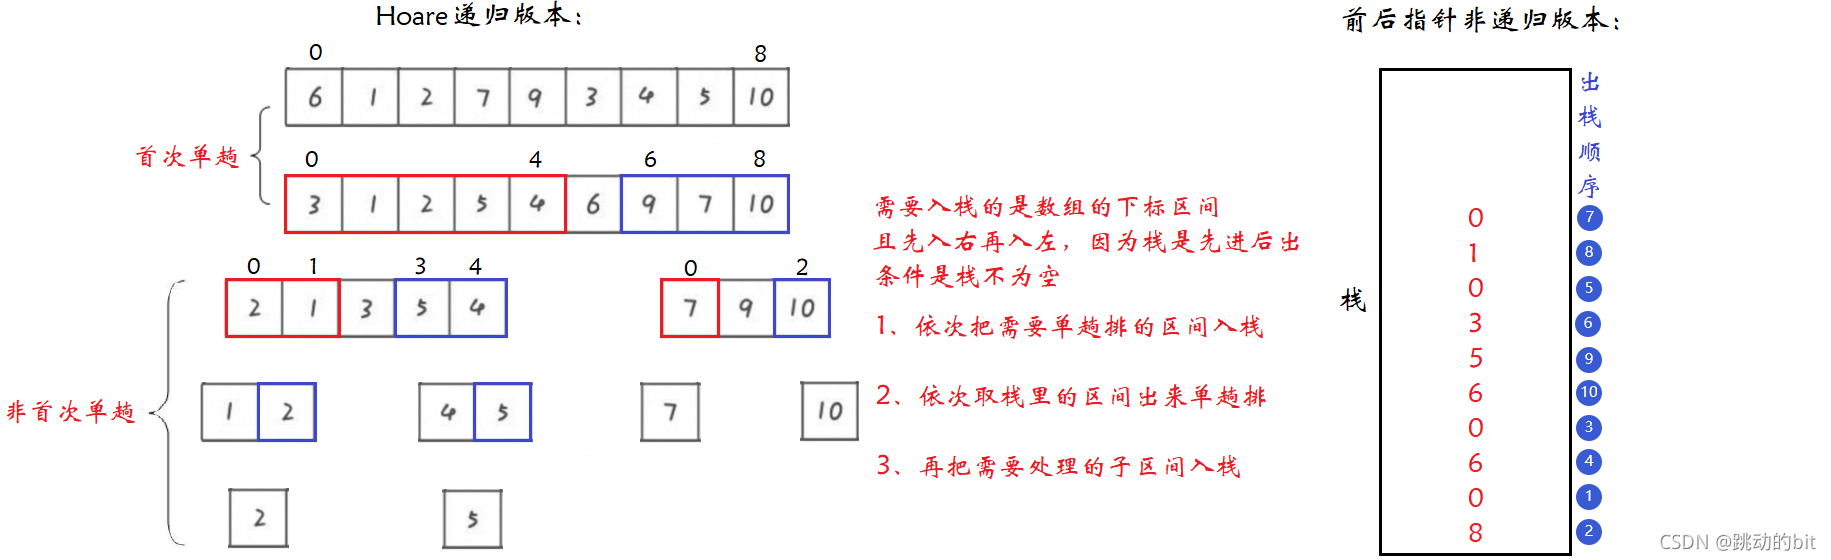 Hoare递归版本：
0 8
6 1 2 7 9 3 4 5 10
首次单趟
0 4 6 8
3 1 2 5 4 6 9 7 10
0 1 3 4 0 2
2 1 3 5 4 7 9 10
非首次单趟
1 2 4 5 7 10
2 5
需要入栈的是数组的下标区间
且先入右再入左，因为栈是先进后出
条件是栈不为空
1、依次把需要单趟排的区间入栈
2、依次取栈里的区间出来单趟排
3、再把需要处理的子区间入栈
前后指针非递归版本：
出栈顺序
栈
0 7
1 8
0 5
3 6
5 9
6 10
0 3
6 4
0 1
8 2
CSDN @跳动的bit